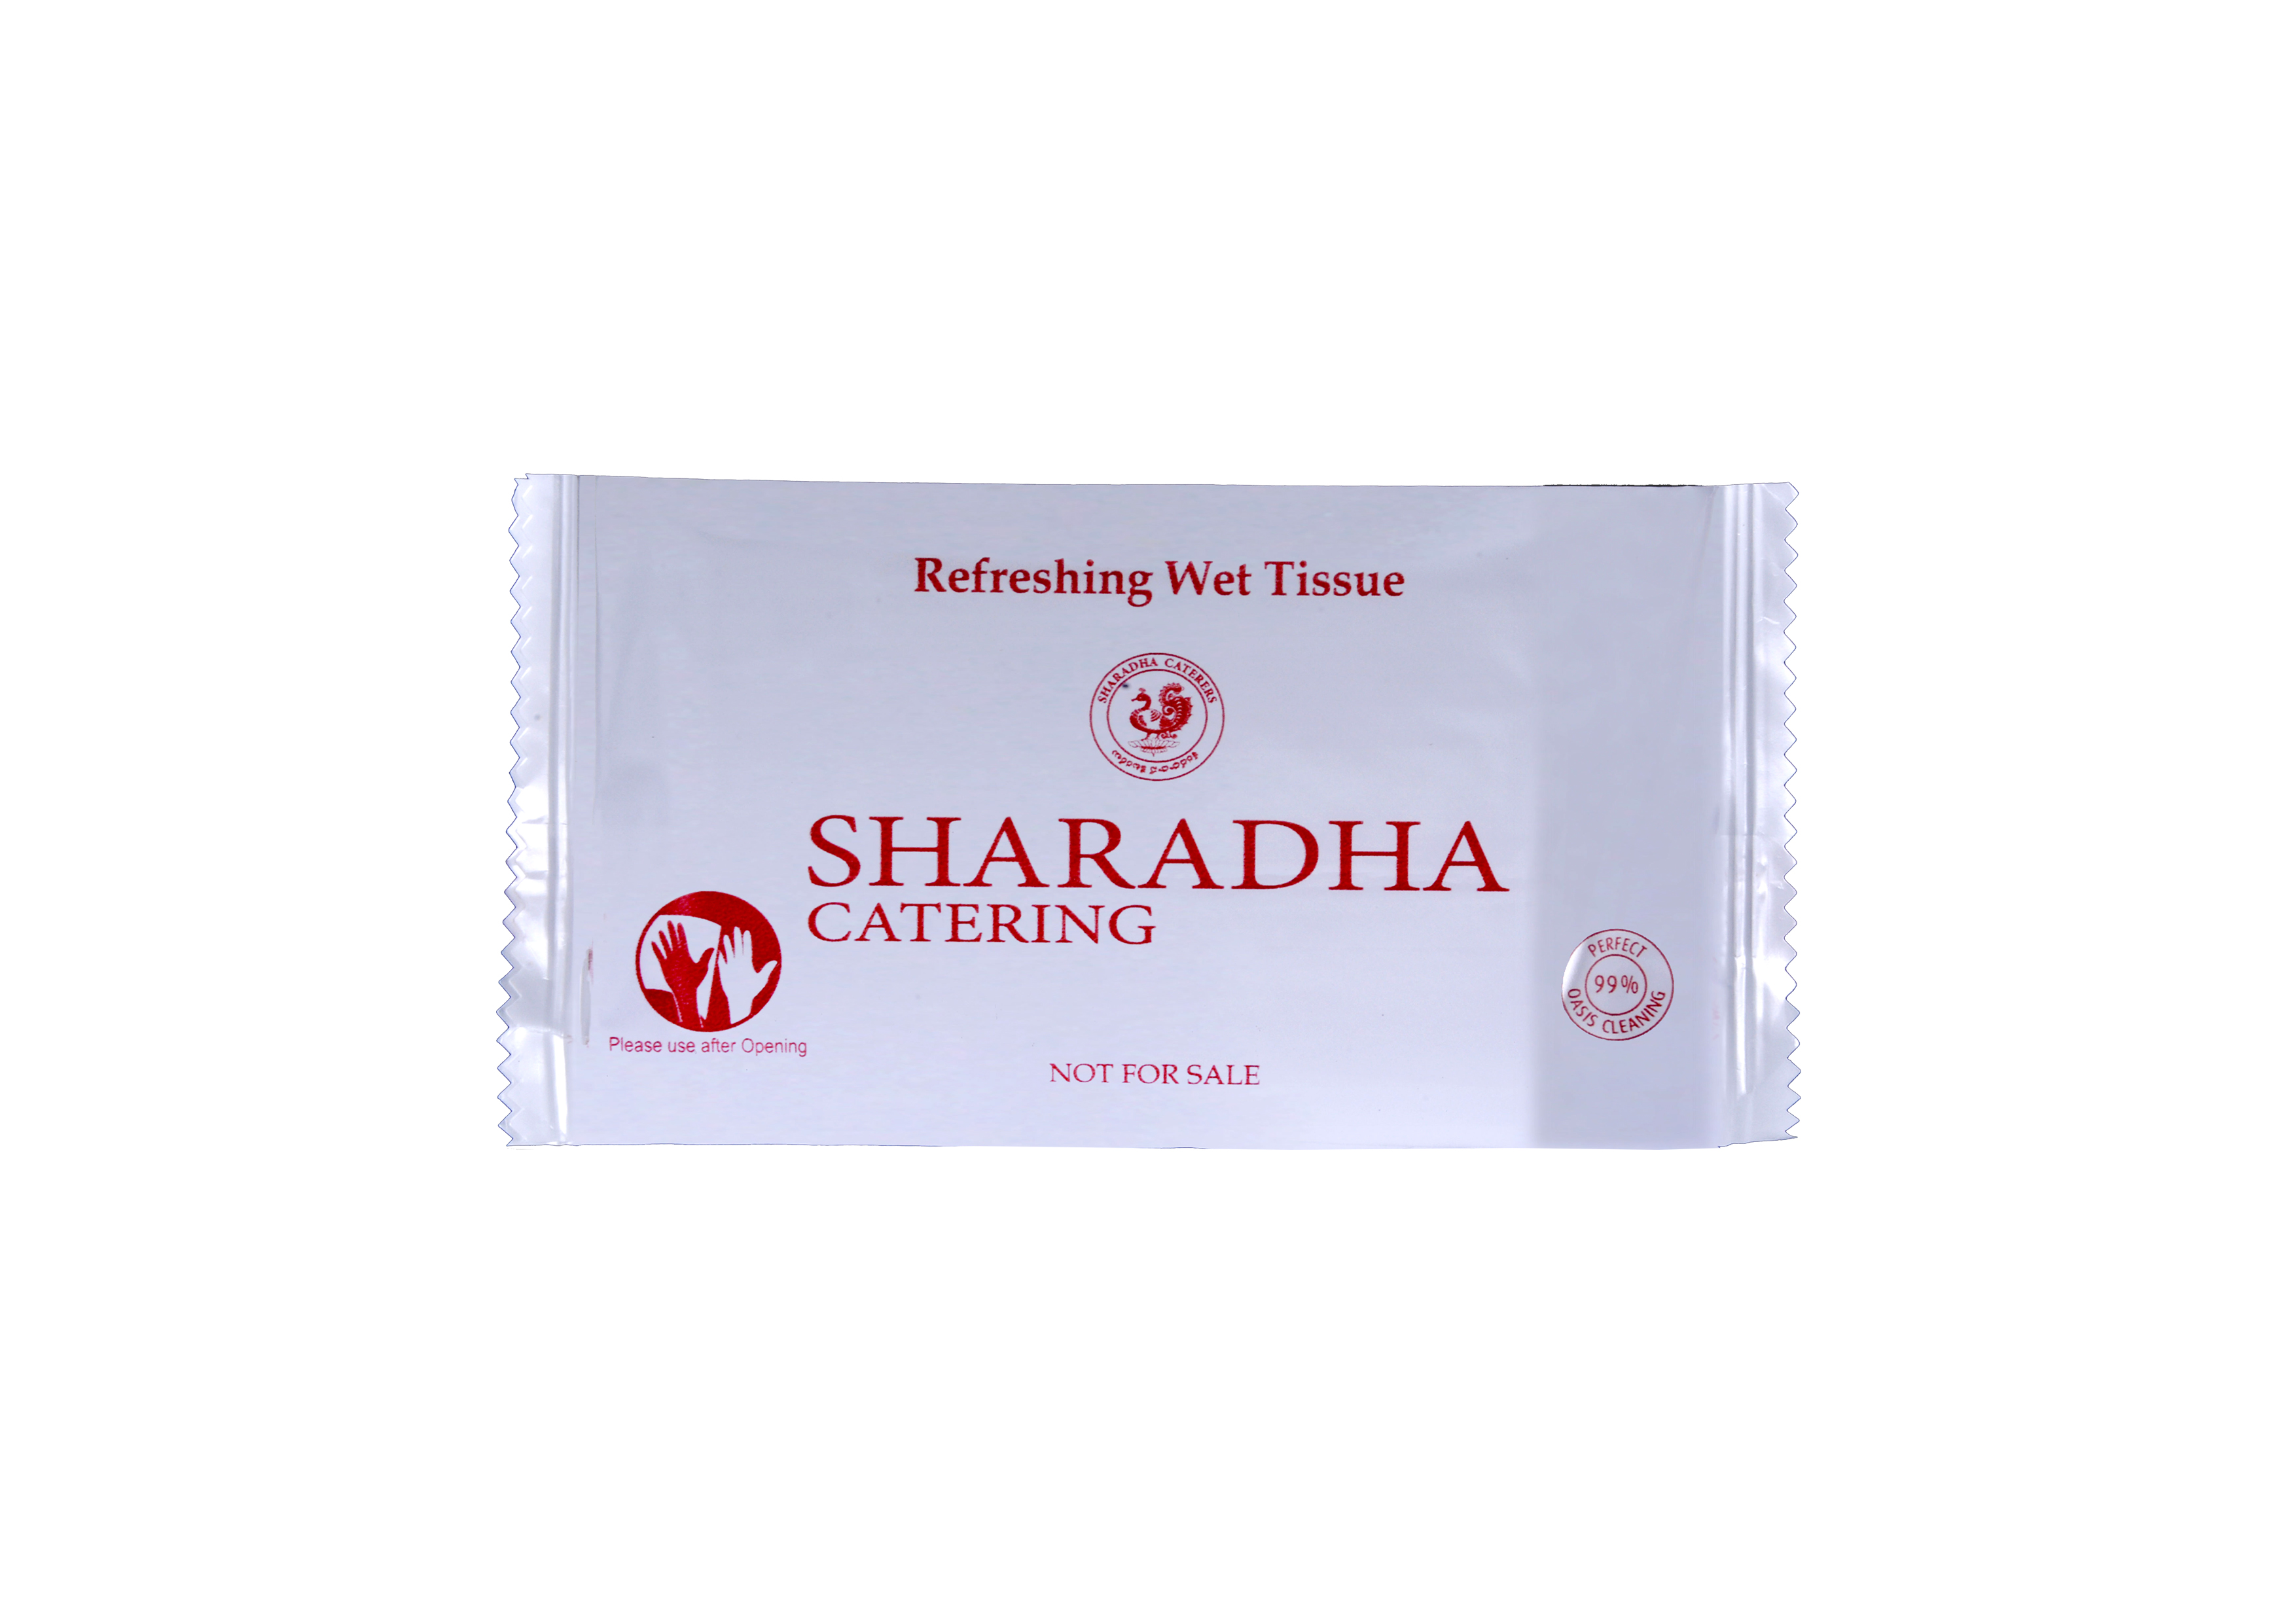 Refreshing Wet Tissue
SHARADHA CATERERS
SHARADHA
CATERING
Please use after Opening
PERFECT
99%
OASIS CLEANING
NOT FOR SALE